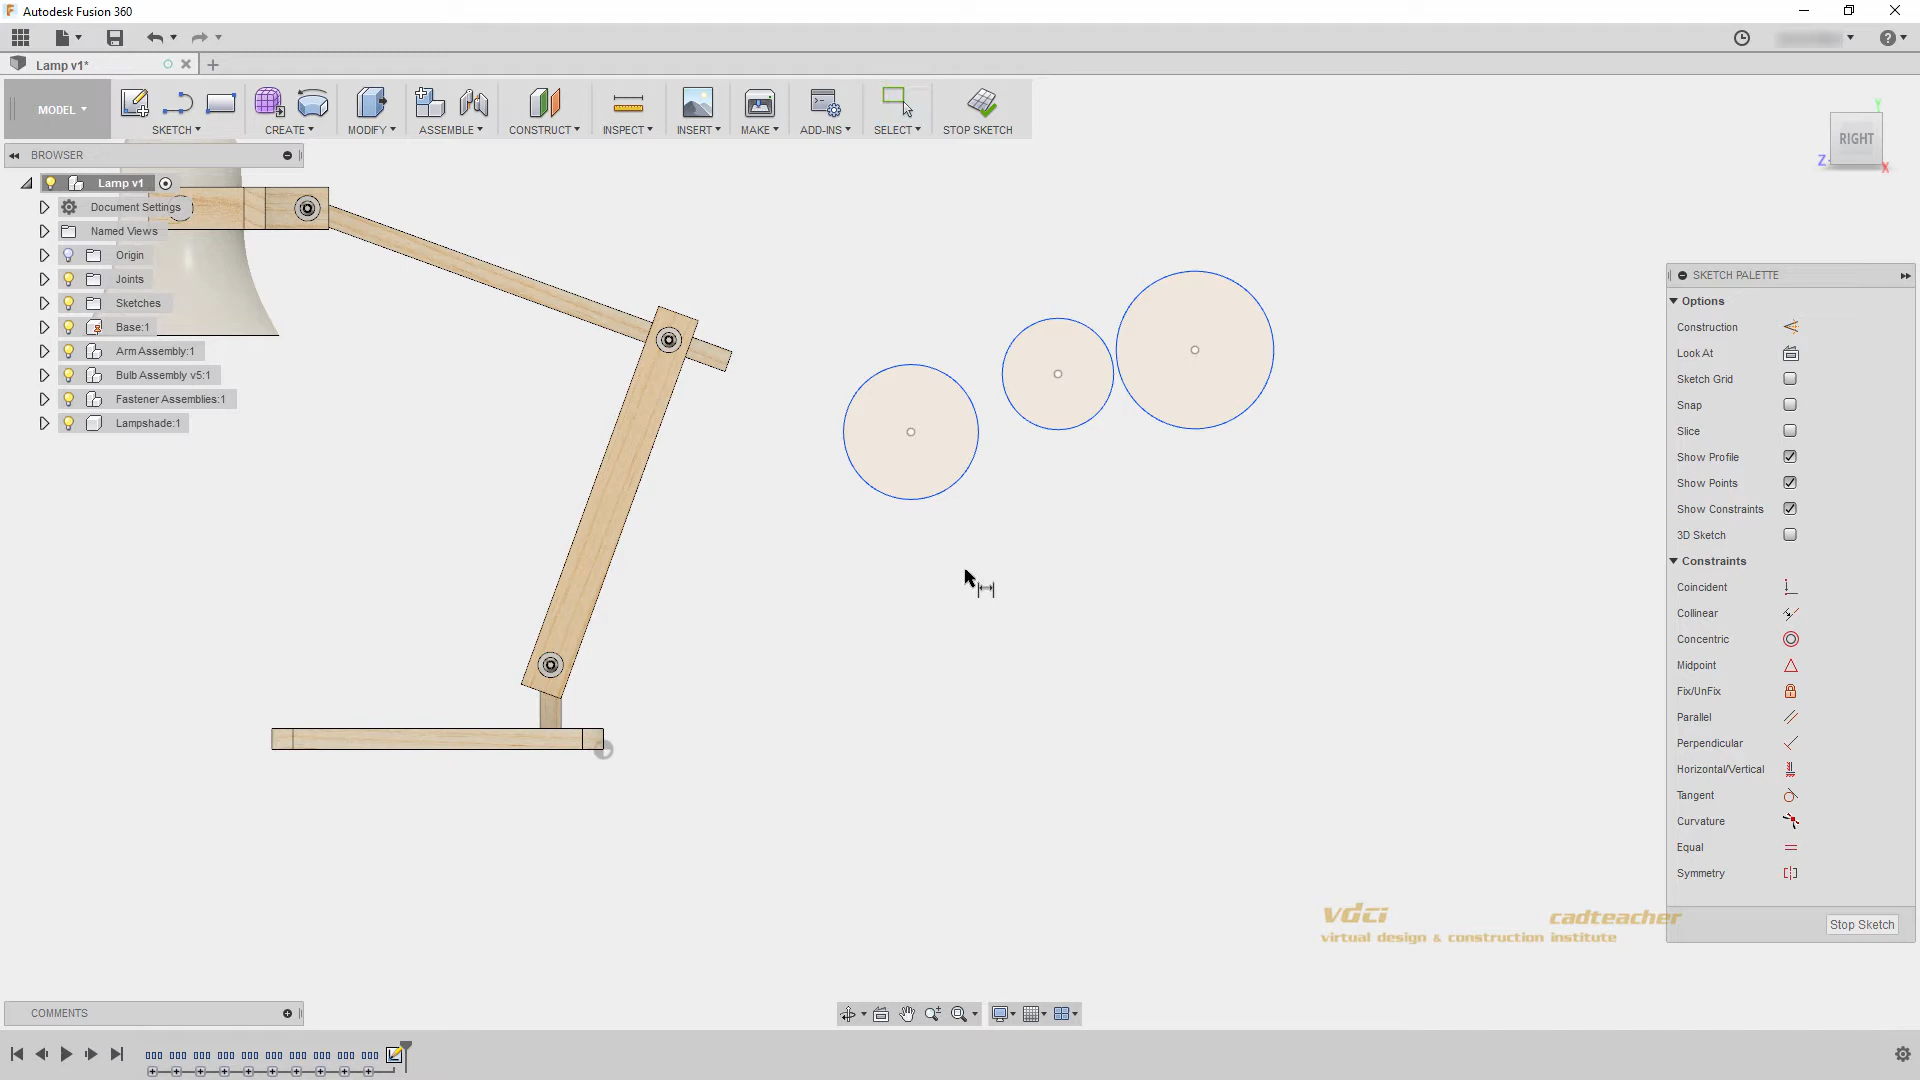 Autodesk Fusion 360
Lamp v1*
MODEL
SKETCH
CREATE
MODIFY
ASSEMBLE
CONSTRUCT
INSPECT
INSERT
MAKE
ADD-INS
SELECT
STOP SKETCH
BROWSER
Lamp v1
Document Settings
Named Views
Origin
Joints
Sketches
Base:1
Arm Assembly:1
Bulb Assembly v5:1
Fastener Assemblies:1
Lampshade:1
Y
RIGHT
Z
X
SKETCH PALETTE
Options
Construction
Look At
Sketch Grid
Snap
Slice
Show Profile
Show Points
Show Constraints
3D Sketch
Constraints
Coincident
Collinear
Concentric
Midpoint
Fix/UnFix
Parallel
Perpendicular
Horizontal/Vertical
Tangent
Curvature
Equal
Symmetry
Stop Sketch
vdci cadteacher
virtual design & construction institute
COMMENTS